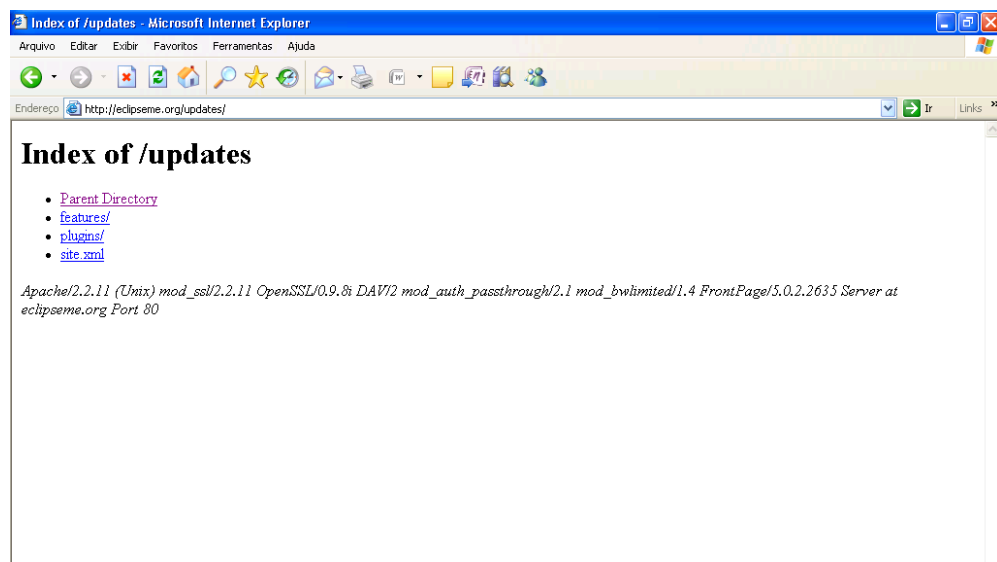 Index of /updates - Microsoft Internet Explorer
Arquivo Editar Exibir Favoritos Ferramentas Ajuda
Endereço http://eclipseme.org/updates/ Ir Links »
Index of /updates
• Parent Directory
• features/
• plugins/
• site.xml
Apache/2.2.11 (Unix) mod_ssl/2.2.11 OpenSSL/0.9.8i DAV/2 mod_auth_passthrough/2.1 mod_bwlimited/1.4 FrontPage/5.0.2.2635 Server at
eclipseme.org Port 80